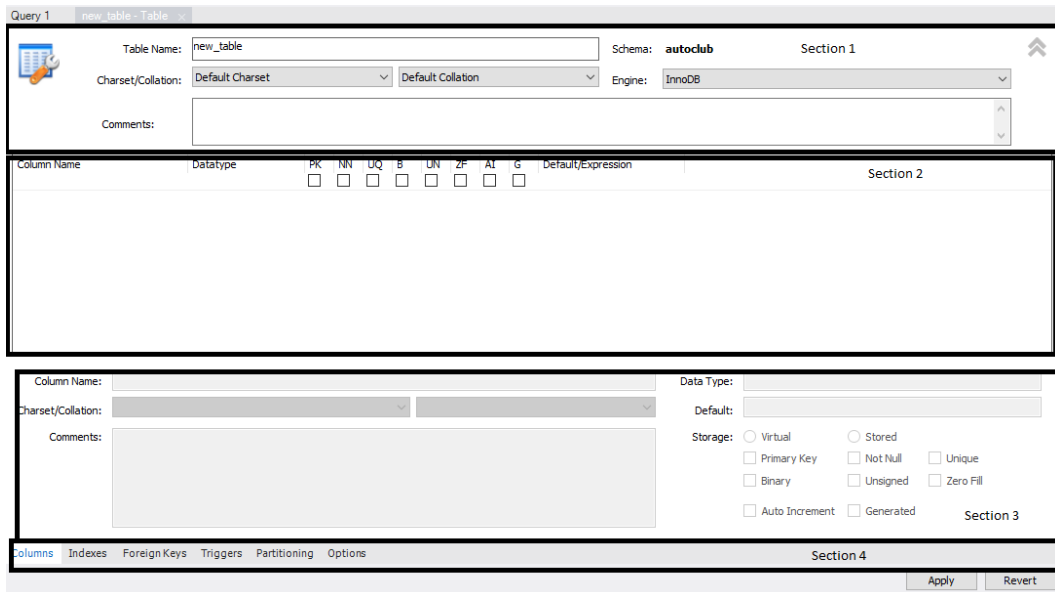 Query 1 new_table - Table ×
Table Name: new_table Schema: autoclub Section 1
Charset/Collation: Default Charset Default Collation Engine: InnoDB
Comments:
Column Name Datatype PK NN UQ B UN ZF AI G Default/Expression
Section 2
Column Name: Data Type:
Charset/Collation: Default:
Comments: Storage: Virtual Stored
Primary Key Not Null Unique
Binary Unsigned Zero Fill
Auto Increment Generated Section 3
Columns Indexes Foreign Keys Triggers Partitioning Options Section 4
Apply Revert